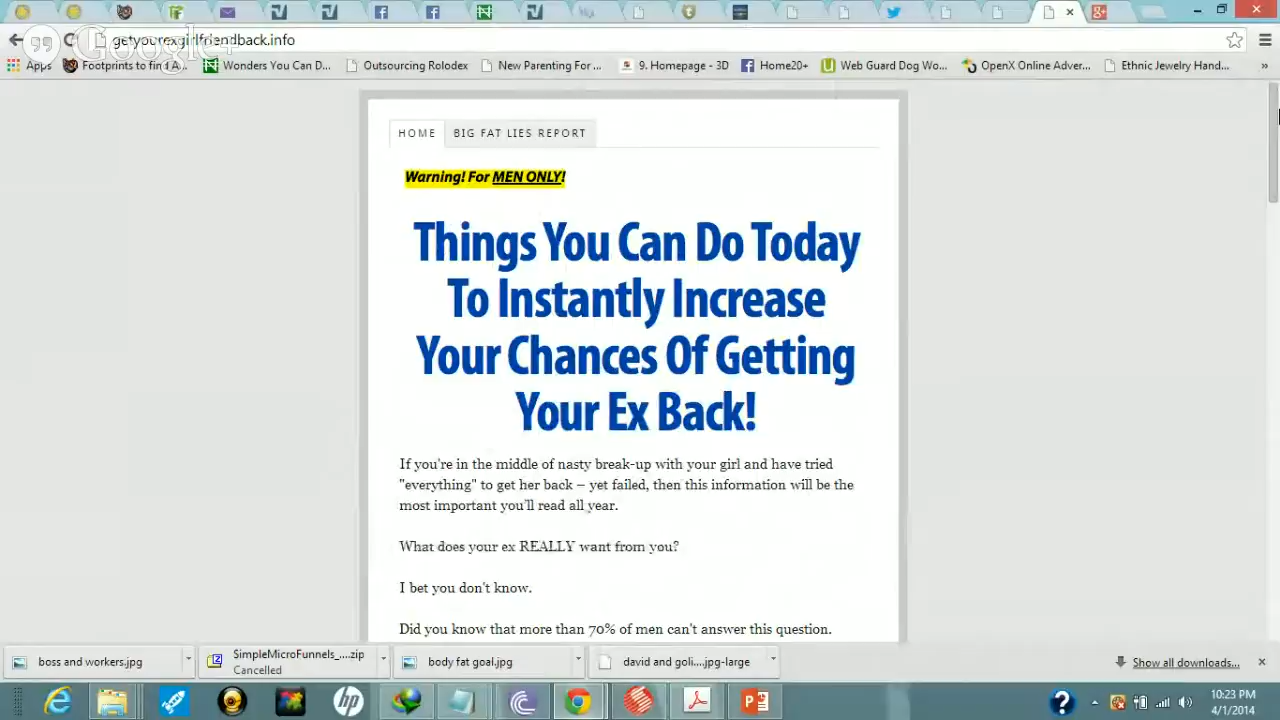 Google+
getyourexgirlfriendback.info
Apps
Footprints to find A...
Wonders You Can D...
Outsourcing Rolodex
New Parenting For ...
9. Homepage - 3D
Home20+
Web Guard Dog Wo...
OpenX Online Adver...
Ethnic Jewelry Hand...
»
HOME
BIG FAT LIES REPORT
Warning! For MEN ONLY!
Things You Can Do Today
To Instantly Increase
Your Chances Of Getting
Your Ex Back!
If you're in the middle of nasty break-up with your girl and have tried
"everything" to get her back – yet failed, then this information will be the
most important you'll read all year.
What does your ex REALLY want from you?
I bet you don't know.
Did you know that more than 70% of men can't answer this question.
boss and workers.jpg
SimpleMicroFunnels_....zip
Cancelled
body fat goal.jpg
david and goli....jpg-large
Show all downloads...
10:23 PM
4/1/2014